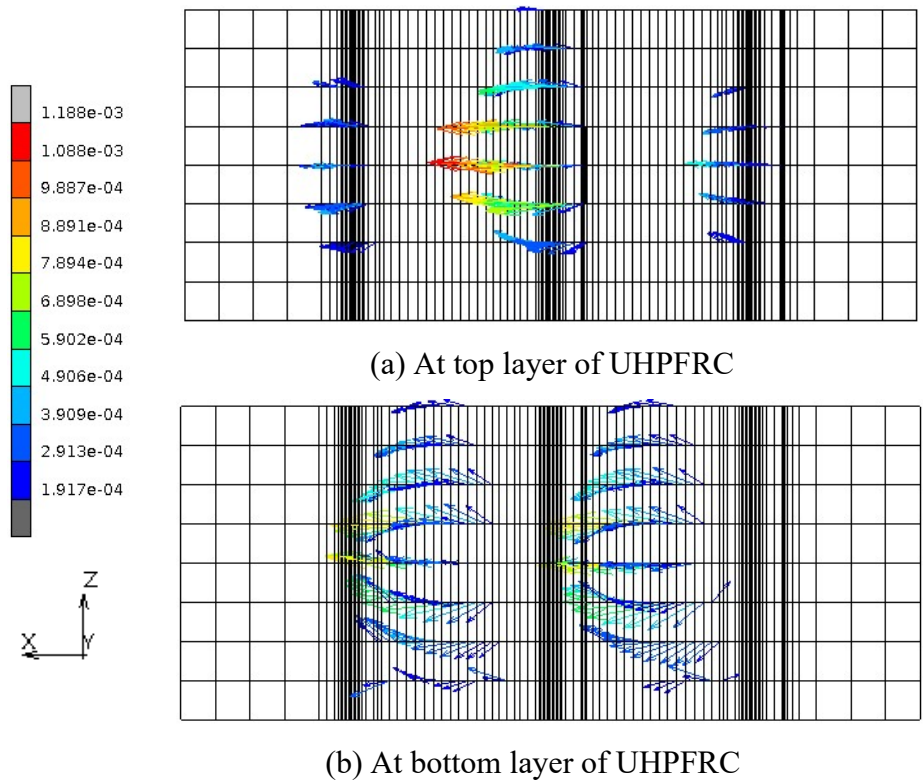 1.188e-03
1.088e-03
9.887e-04
8.891e-04
7.894e-04
6.898e-04
5.902e-04
4.906e-04
3.909e-04
2.913e-04
1.917e-04
Z
X
Y
(a) At top layer of UHPFRC
(b) At bottom layer of UHPFRC